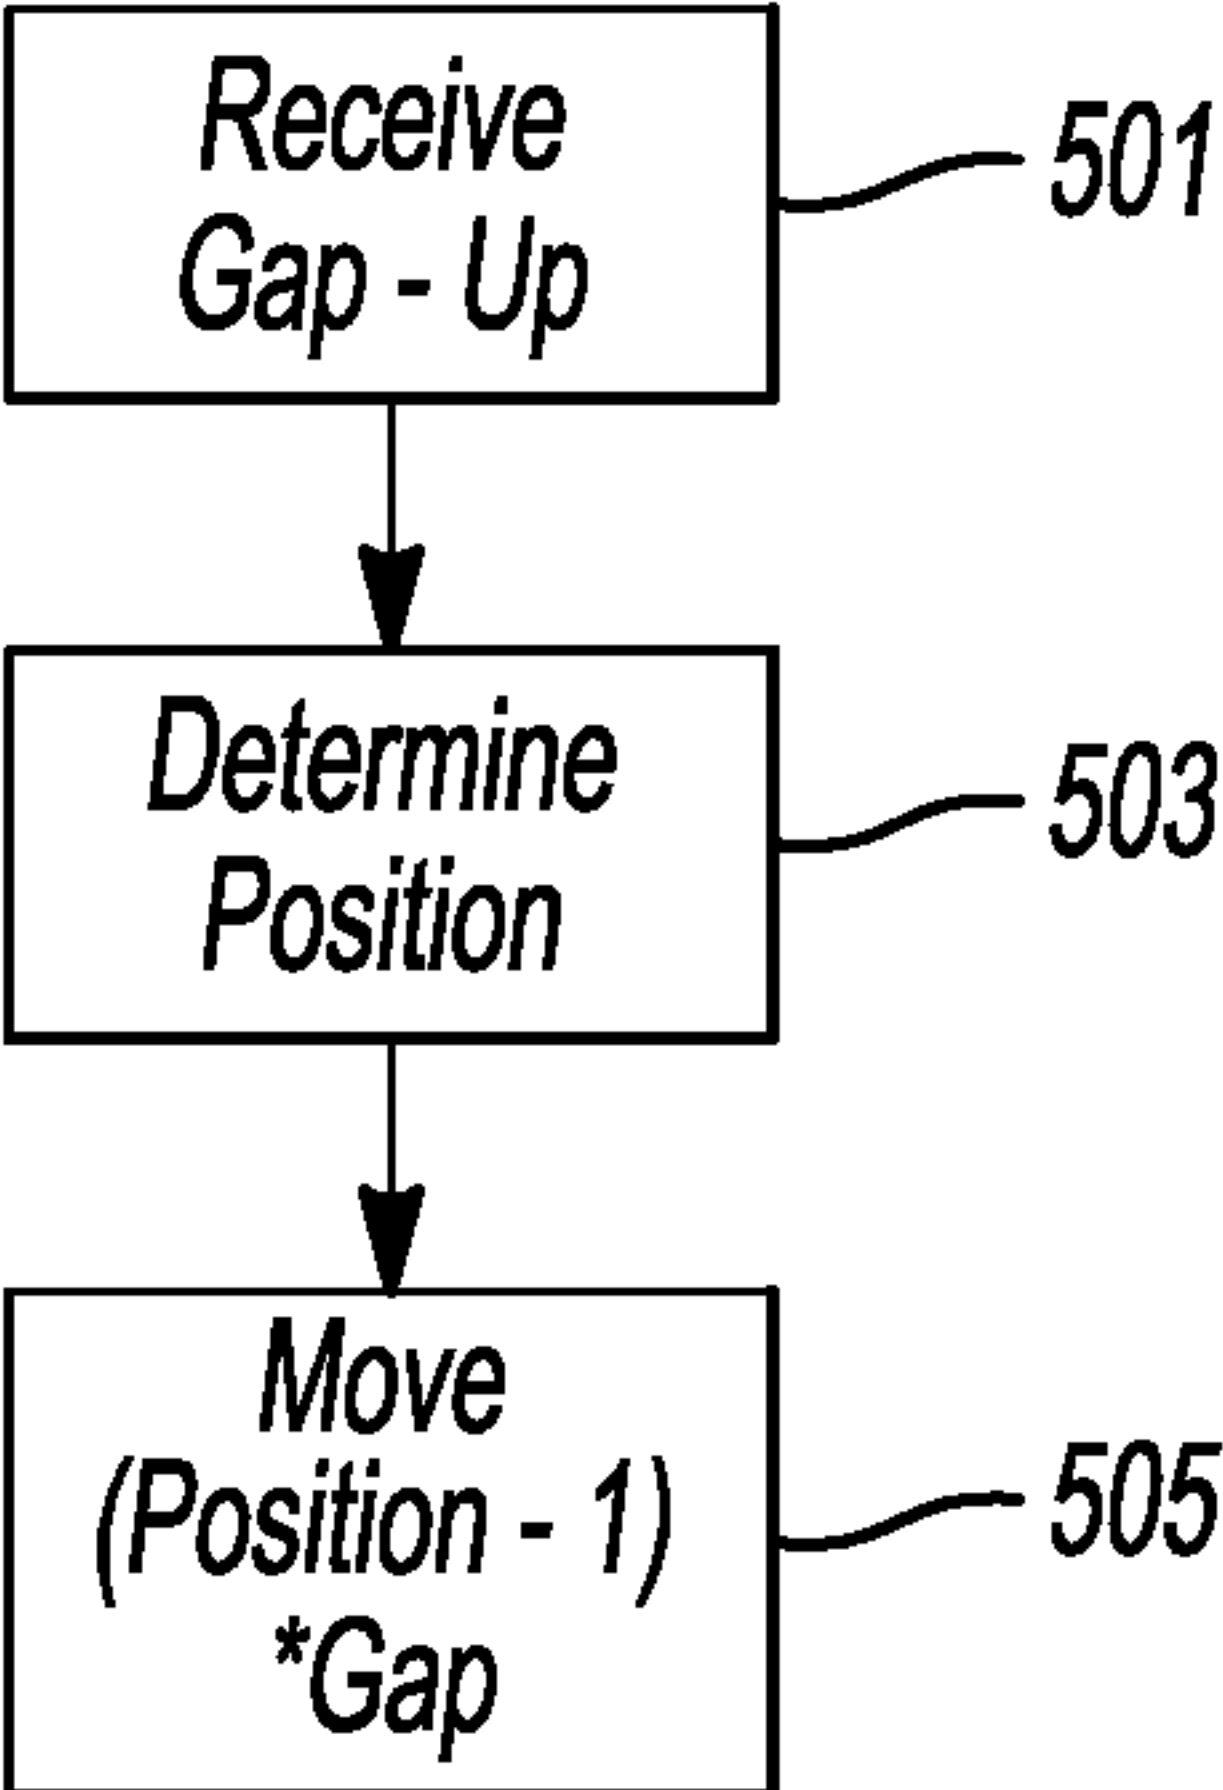 Receive
Gap - Up
501
Determine
Position
503
Move
(Position - 1)
*Gap
505